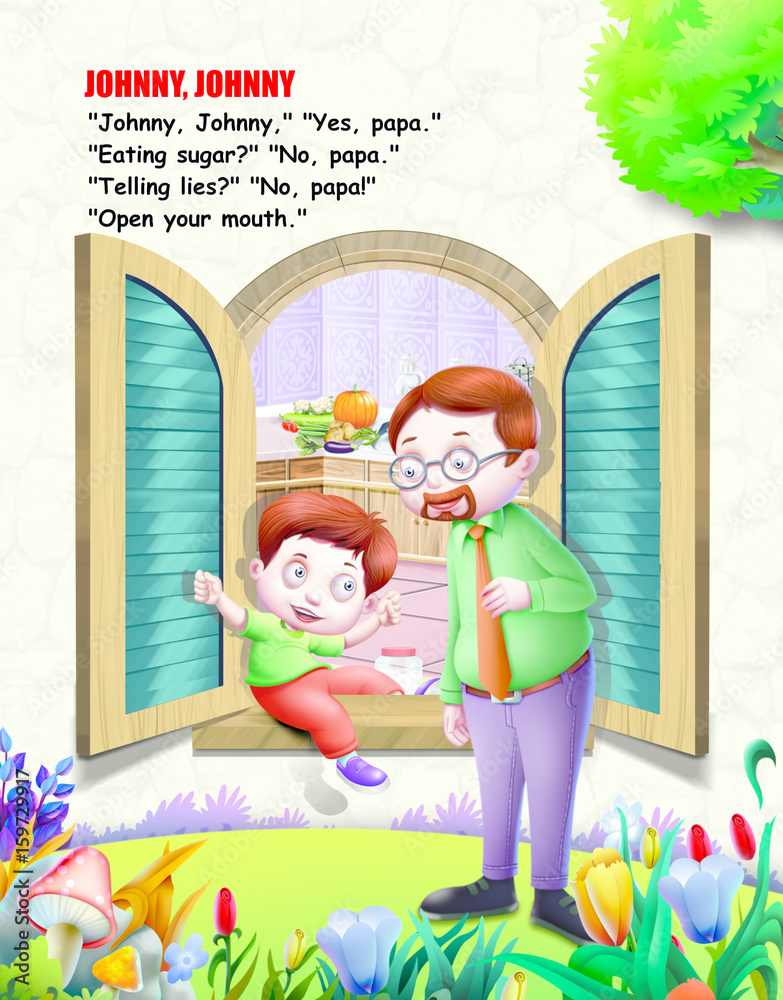 JOHNNY, JOHNNY
"Johnny, Johnny," "Yes, papa."
"Eating sugar?" "No, papa."
"Telling lies?" "No, papa!"
"Open your mouth."
Adobe Stock | #159729917